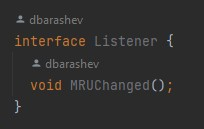 dbarashev
interface Listener {
dbarashev
void MRUChanged();
}